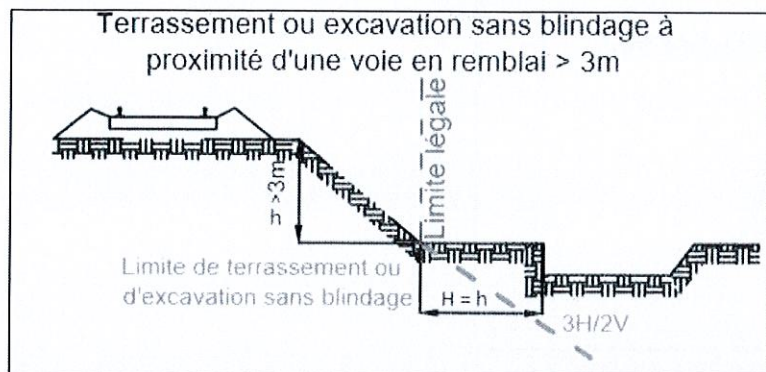 Terrassement ou excavation sans blindage à
proximité d'une voie en remblai > 3m
Limite légale
h >3m
Limite de terrassement ou
d'excavation sans blindage
H = h
3H/2V